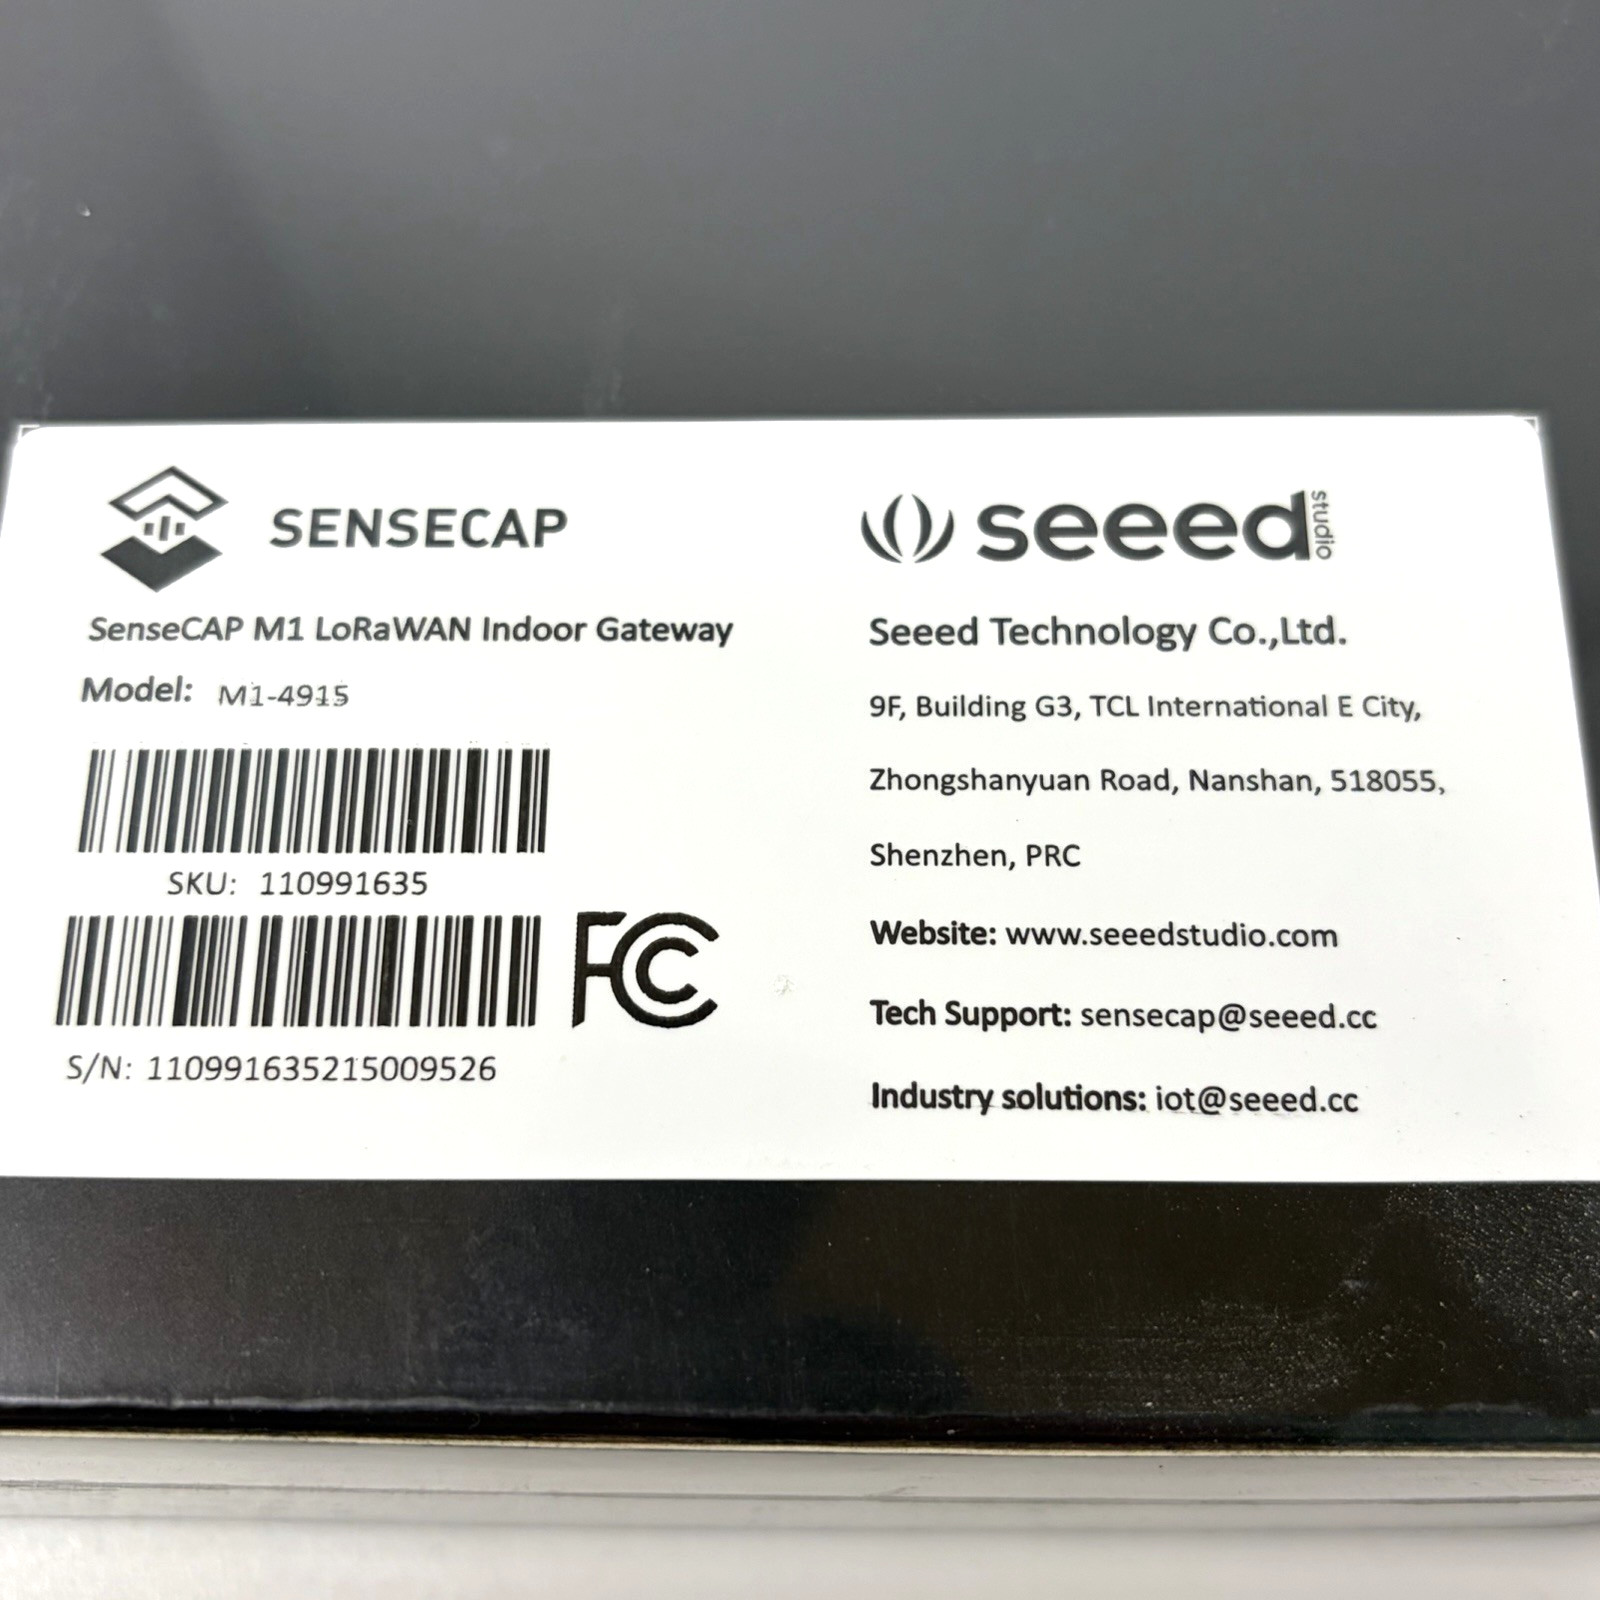 SENSECAP
SenseCAP M1 LoRaWAN Indoor Gateway
Model: M1-4915
SKU: 110991635
FCC
S/N: 110991635215009526
seeed studio
Seeed Technology Co.,Ltd.
9F, Building G3, TCL International E City,
Zhongshanyuan Road, Nanshan, 518055,
Shenzhen, PRC
Website: www.seeedstudio.com
Tech Support: sensecap@seeed.cc
Industry solutions: iot@seeed.cc